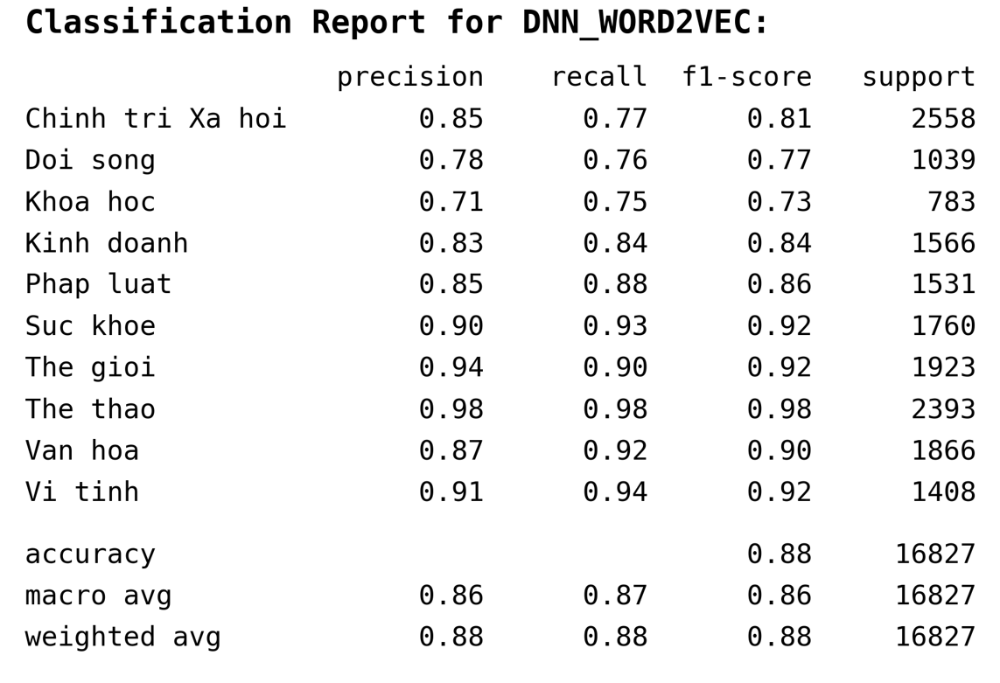 Classification Report for DNN_WORD2VEC:
precision recall f1-score support
Chinh tri Xa hoi 0.85 0.77 0.81 2558
Doi song 0.78 0.76 0.77 1039
Khoa hoc 0.71 0.75 0.73 783
Kinh doanh 0.83 0.84 0.84 1566
Phap luat 0.85 0.88 0.86 1531
Suc khoe 0.90 0.93 0.92 1760
The gioi 0.94 0.90 0.92 1923
The thao 0.98 0.98 0.98 2393
Van hoa 0.87 0.92 0.90 1866
Vi tinh 0.91 0.94 0.92 1408
accuracy 0.88 16827
macro avg 0.86 0.87 0.86 16827
weighted avg 0.88 0.88 0.88 16827